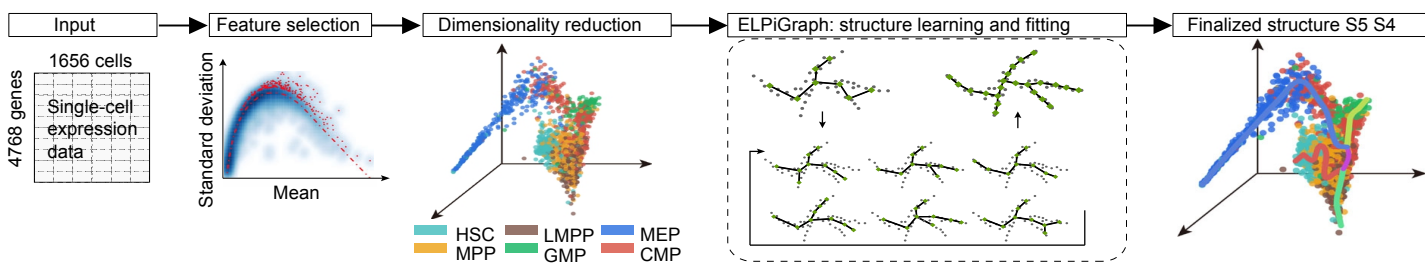 Input
Feature selection
Dimensionality reduction
ELPiGraph: structure learning and fitting
Finalized structure S5 S4
1656 cells
4768 genes
Single-cell
expression
data
Standard deviation
Mean
HSC
LMPP
MEP
MPP
GMP
CMP